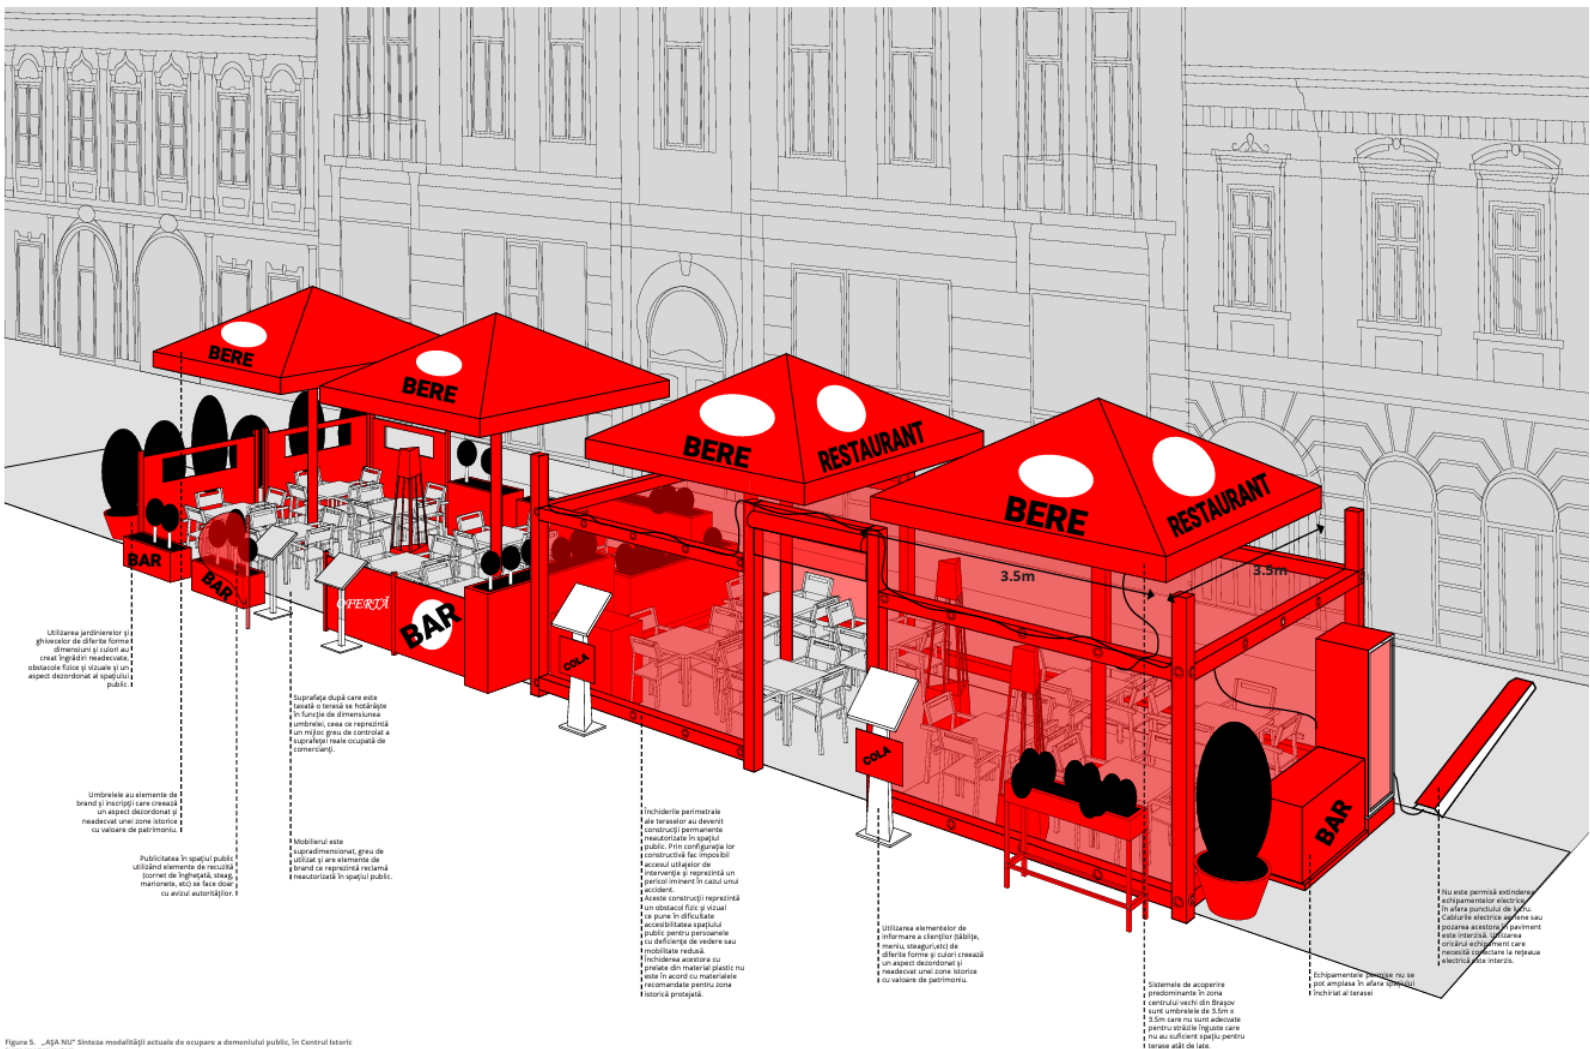 BERE
BERE
BERE
RESTAURANT
BERE
RESTAURANT
3.5m
3.5m
BAR
BAR
OFERTĂ
BAR
COLA
COLA
BAR
Utilizarea jardinierelor și
ghivecelor de diferite forme
dimensiuni și culori au
creat îngrădiri neadecvate,
obstacole fizice și vizuale și un
aspect dezordonat al spațiului
public.
Umbrelele au elemente de
brand și inscripții care creează
un aspect dezordonat și
neadecvat unei zone istorice
cu valoare de patrimoniu.
Publicitatea în spațiul public
utilizând elemente de recuzită
(cornet de înghețată, steag,
marionete, etc) se face doar
cu avizul autorităților.
Suprafața după care este
taxată o terasă se hotărăște
în funcție de dimensiunea
umbrelei, ceea ce reprezintă
un mijloc greu de controlat a
suprafeței reale ocupată de
comercianți.
Mobilierul este
supradimensionat, greu de
utilizat și are elemente de
brand ce reprezintă reclamă
neautorizată în spațiul public.
Închiderile perimetrale
ale teraselor au devenit
construcții permanente
neautorizate în spațiul
public. Prin configurația lor
constructivă fac imposibil
accesul utilajelor de
intervenție și reprezintă un
pericol iminent în cazul unui
accident.
Aceste construcții reprezintă
un obstacol fizic și vizual
ce pune în dificultate
accesibilitatea spațiului
public pentru persoanele
cu deficiențe de vedere sau
mobilitate redusă.
Închiderea acestora cu
prelate din material plastic nu
este în acord cu materialele
recomandate pentru zona
istorică protejată.
Utilizarea elementelor de
informare a clienților (tăblițe,
meniu, steaguri,etc) de
diferite forme și culori creează
un aspect dezordonat și
neadecvat unei zone istorice
cu valoare de patrimoniu.
Sistemele de acoperire
predominante în zona
centrului vechi din Brașov
sunt umbrelele de 3.5m x
3.5m care nu sunt adecvate
pentru străzile înguste care
nu au suficient spațiu pentru
terase atât de late.
Echipamentele permise nu se
pot amplasa în afara spațiului
închiriat al terasei
Nu este permisă extinderea
echipamentelor electrice
în afara punctului de lucru.
Cablurile electrice aeriene sau
pozarea acestora în paviment
este interzisă. Utilizarea
oricărui echipament care
necesită conectare la rețeaua
electrică este interzis.
Figura 5. „AȘA NU” Sinteza modalității actuale de ocupare a domeniului public, în Centrul Istoric